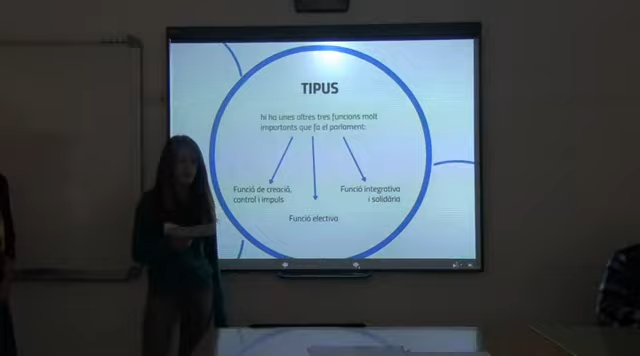 TIPUS
hi ha unes altres tres funcions molt
importants que fa el parlament:
Funció de creació,
control i impuls
Funció integrativa
i solidària
Funció electiva